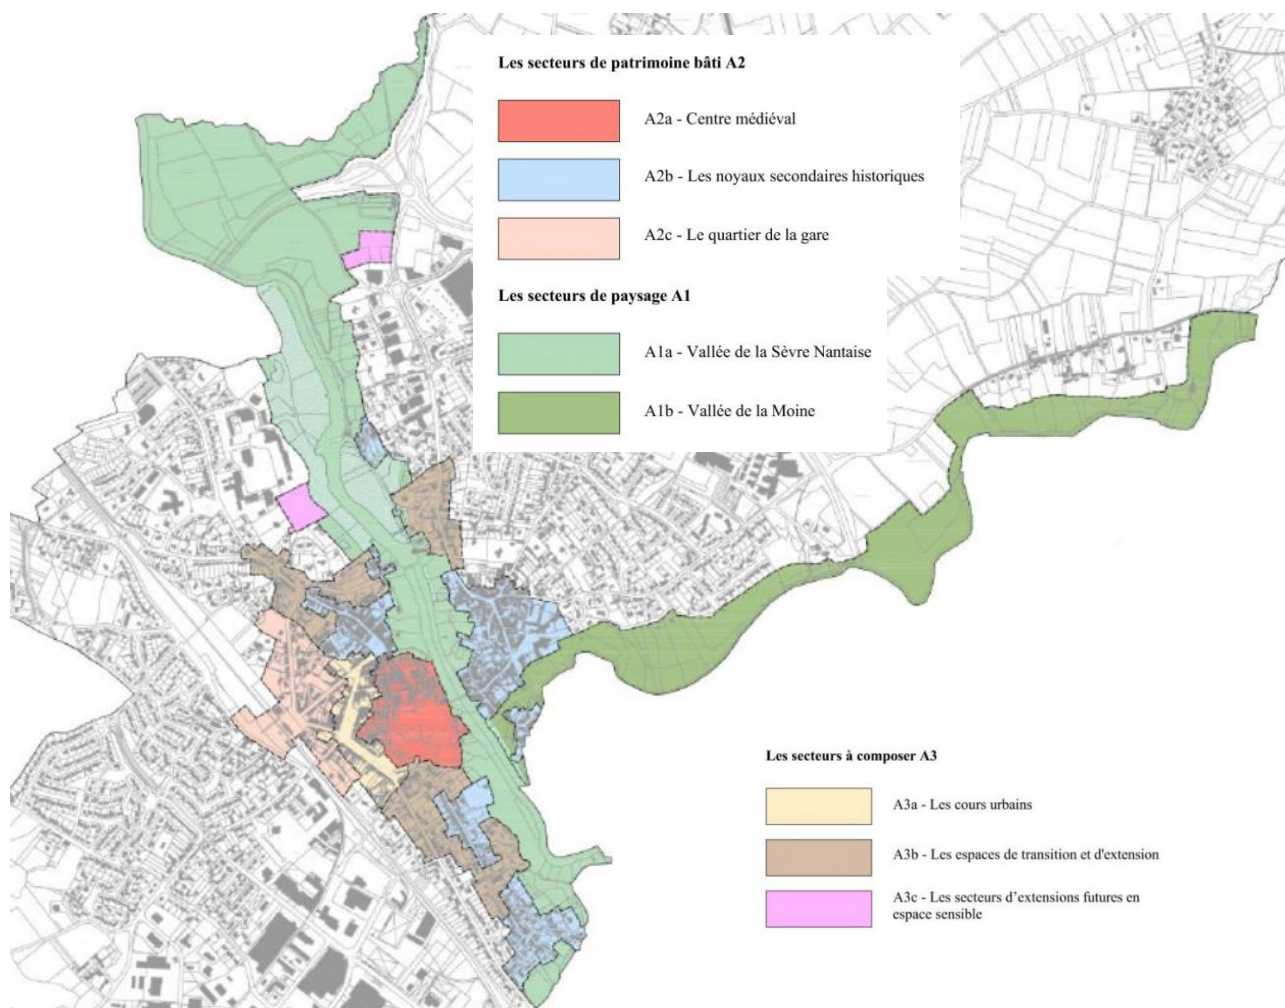 Les secteurs de patrimoine bâti A2
A2a - Centre médiéval
A2b - Les noyaux secondaires historiques
A2c - Le quartier de la gare
Les secteurs de paysage A1
A1a - Vallée de la Sèvre Nantaise
A1b - Vallée de la Moine
Les secteurs à composer A3
A3a - Les cours urbains
A3b - Les espaces de transition et d'extension
A3c - Les secteurs d’extensions futures en
espace sensible